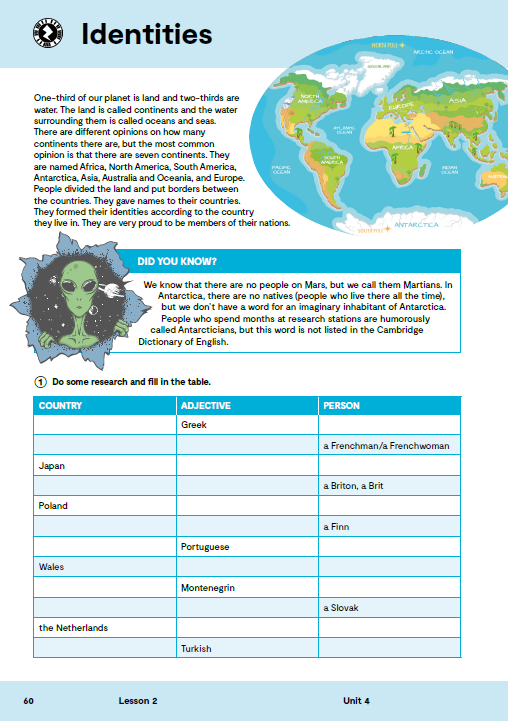 Identities
One-third of our planet is land and two-thirds are
water. The land is called continents and the water
surrounding them is called oceans and seas.
There are different opinions on how many
continents there are, but the most common
opinion is that there are seven continents. They
are named Africa, North America, South America,
Antarctica, Asia, Australia and Oceania, and Europe.
People divided the land and put borders between
the countries. They gave names to their countries.
They formed their identities according to the country
they live in. They are very proud to be members of their nations.
NORTH POLE
ARCTIC OCEAN
GREENLAND
NORTH
AMERICA
EUROPE
ASIA
ATLANTIC
OCEAN
AFRICA
PACIFIC
OCEAN
SOUTH
AMERICA
INDIAN
OCEAN
SOUTH POLE
ANTARCTICA
DID YOU KNOW?
We know that there are no people on Mars, but we call them Martians. In
Antarctica, there are no natives (people who live there all the time),
but we don't have a word for an imaginary inhabitant of Antarctica.
People who spend months at research stations are humorously
called Antarcticians, but this word is not listed in the Cambridge
Dictionary of English.
1 Do some research and fill in the table.
COUNTRY ADJECTIVE PERSON
Greek
a Frenchman/a Frenchwoman
Japan
a Briton, a Brit
Poland
a Finn
Portuguese
Wales
Montenegrin
a Slovak
the Netherlands
Turkish
60 Lesson 2 Unit 4